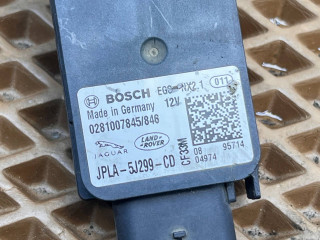 BOSCH EGS-NX2.1 011
Made in Germany 12V
0281007845/846
JAGUAR LAND ROVER
JPLA-5J299-CD
CF33M
08 95714
04974